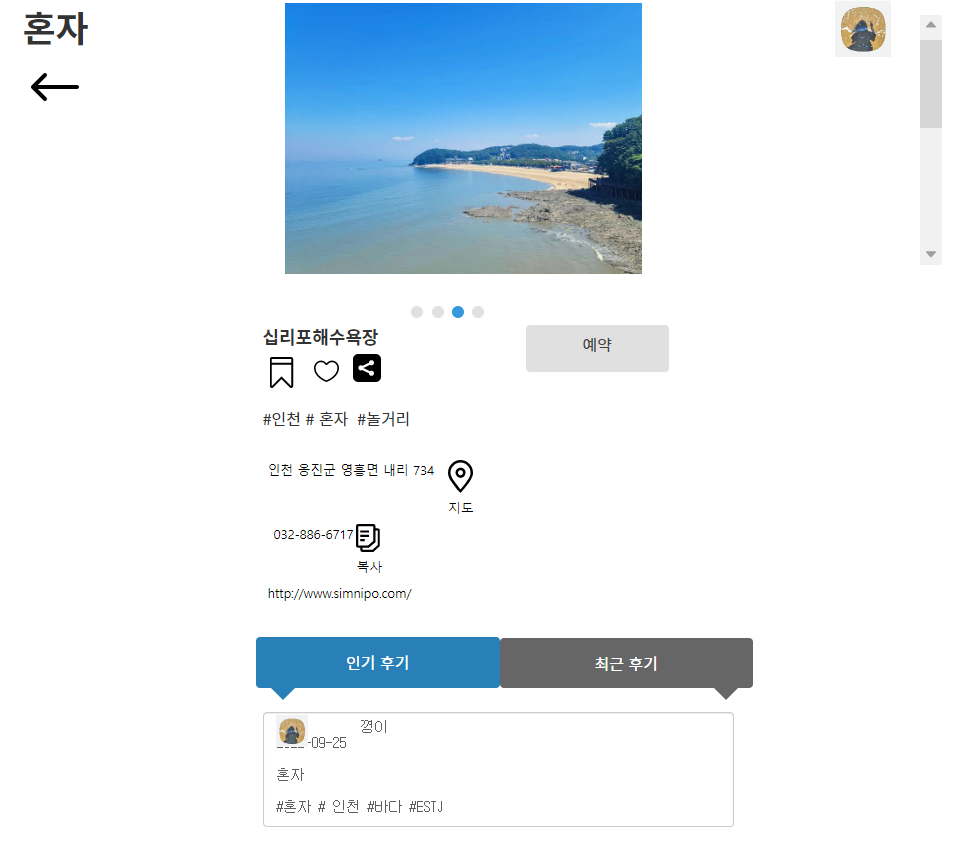 혼자
십리포해수욕장
예약
#인천 # 혼자 #놀거리
인천 옹진군 영흥면 내리 734
지도
032-886-6717
복사
http://www.simnipo.com/
인기 후기
최근 후기
꼉이
-09-25
혼자
#혼자 # 인천 #바다 #ESTJ